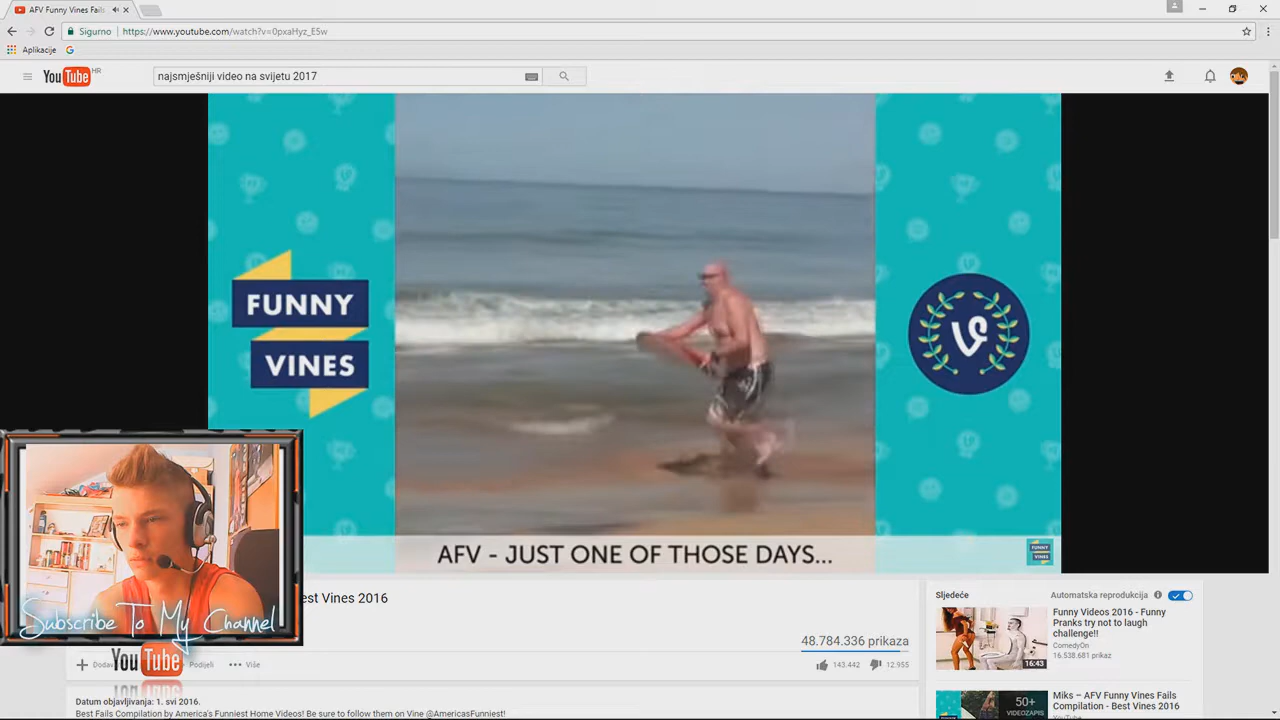 AFV Funny Vines Fails
Sigurno
https://www.youtube.com/watch?v=0pxaHyz_E5w
Aplikacije
YouTube HR
najsmješniji video na svijetu 2017
FUNNY
VINES
AFV - JUST ONE OF THOSE DAYS...
FUNNY
VINES
Subscribe To My Channel
YouTube
est Vines 2016
48.784.336 prikaza
Podijeli
Više
143.442
12.955
Datum objavljivanja: 1. svi 2016.
Best Fails Compilation by America's Funniest Home Videos! Be sure to follow them on Vine @AmericasFunniest!
Sljedeće
Automatska reprodukcija
Funny Videos 2016 - Funny
Pranks try not to laugh
challenge!!
ComedyOn
16.538.681 prikaz
16:43
Miks – AFV Funny Vines Fails
Compilation - Best Vines 2016
YouTube
50+
VIDEOZAPIS